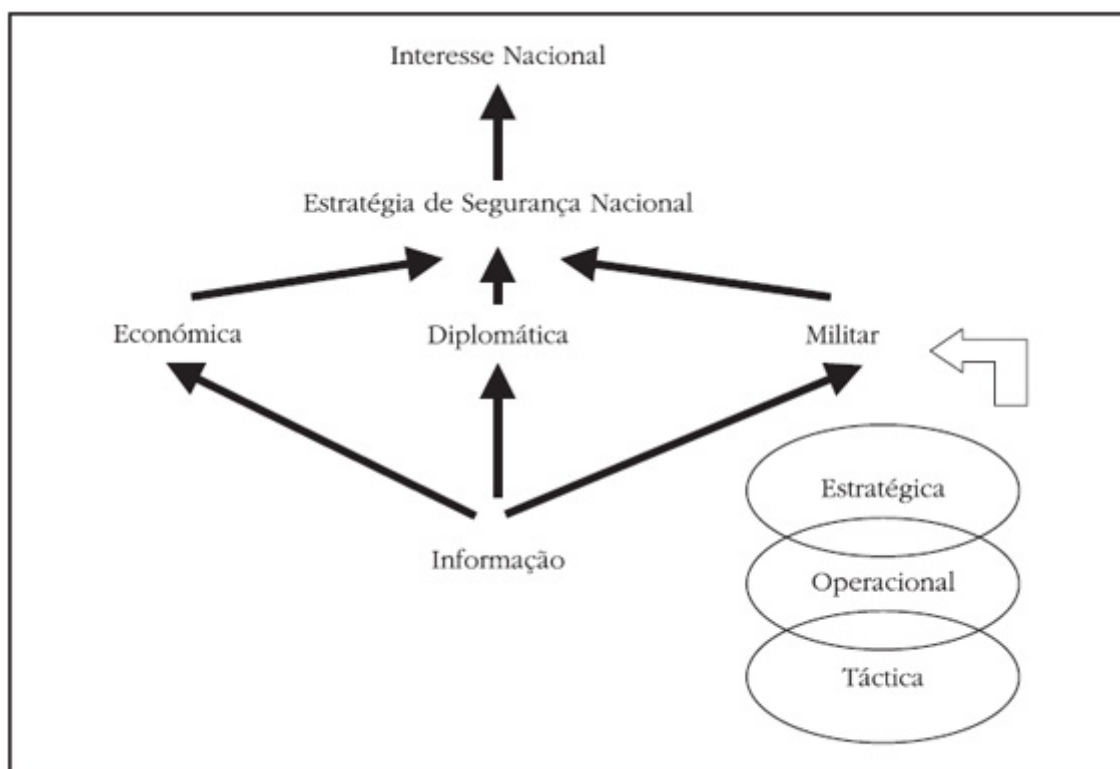 Interesse Nacional
Estratégia de Segurança Nacional
Económica
Diplomática
Militar
Informação
Estratégica
Operacional
Táctica